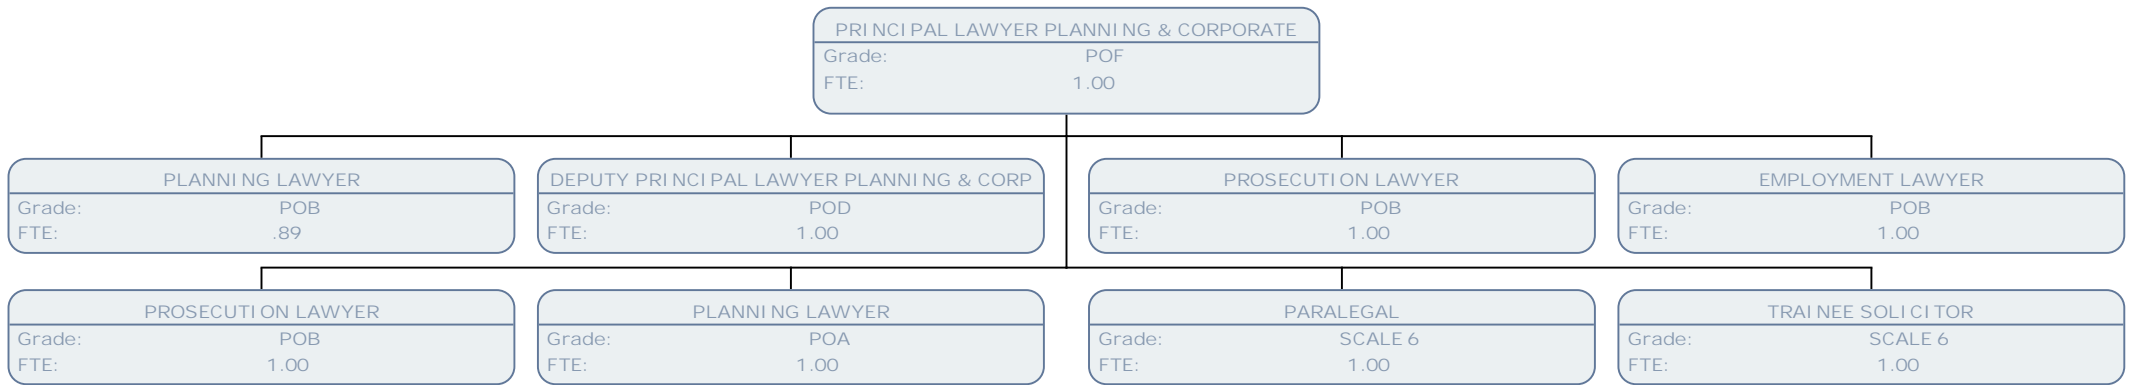 PRINCIPAL LAWYER PLANNING & CORPORATE
Grade: POF
FTE: 1.00
PLANNING LAWYER
Grade: POB
FTE: .89
DEPUTY PRINCIPAL LAWYER PLANNING & CORP
Grade: POD
FTE: 1.00
PROSECUTION LAWYER
Grade: POB
FTE: 1.00
EMPLOYMENT LAWYER
Grade: POB
FTE: 1.00
PROSECUTION LAWYER
Grade: POB
FTE: 1.00
PLANNING LAWYER
Grade: POA
FTE: 1.00
PARALEGAL
Grade: SCALE 6
FTE: 1.00
TRAINEE SOLICITOR
Grade: SCALE 6
FTE: 1.00